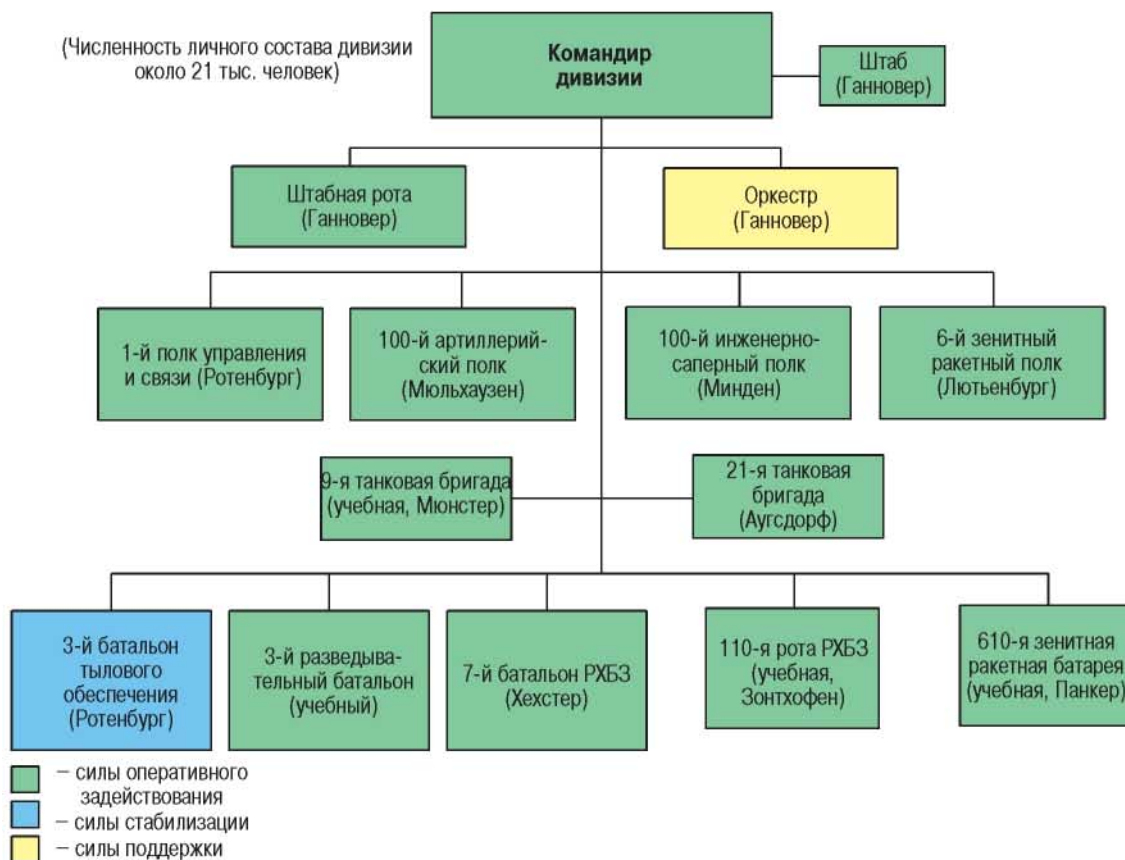 (Численность личного состава дивизии
около 21 тыс. человек)
Командир
дивизии
Штаб
(Ганновер)
Штабная рота
(Ганновер)
Оркестр
(Ганновер)
1-й полк управления
и связи (Ротенбург)
100-й артиллерий-
ский полк
(Мюльхаузен)
100-й инженерно-
саперный полк
(Минден)
6-й зенитный
ракетный полк
(Лютьенбург)
9-я танковая бригада
(учебная, Мюнстер)
21-я танковая
бригада
(Аугсдорф)
3-й батальон
тылового
обеспечения
(Ротенбург)
3-й разведыва-
тельный батальон
(учебный)
7-й батальон РХБЗ
(Хехстер)
110-я рота РХБЗ
(учебная,
Зонтхофен)
610-я зенитная
ракетная батарея
(учебная, Панкер)
– силы оперативного
задействования
– силы стабилизации
– силы поддержки